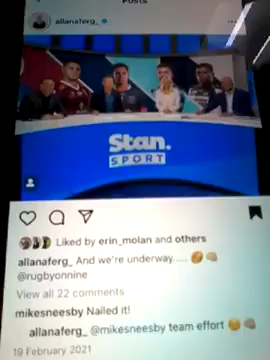 Posts
allanaferg_
Stan.
SPORT
Liked by erin_molan and others
allanaferg_ And we're underway.....
@rugbyonnine
View all 22 comments
mikesneesby Nailed it!
allanaferg_ @mikesneesby team effort
19 February 2021